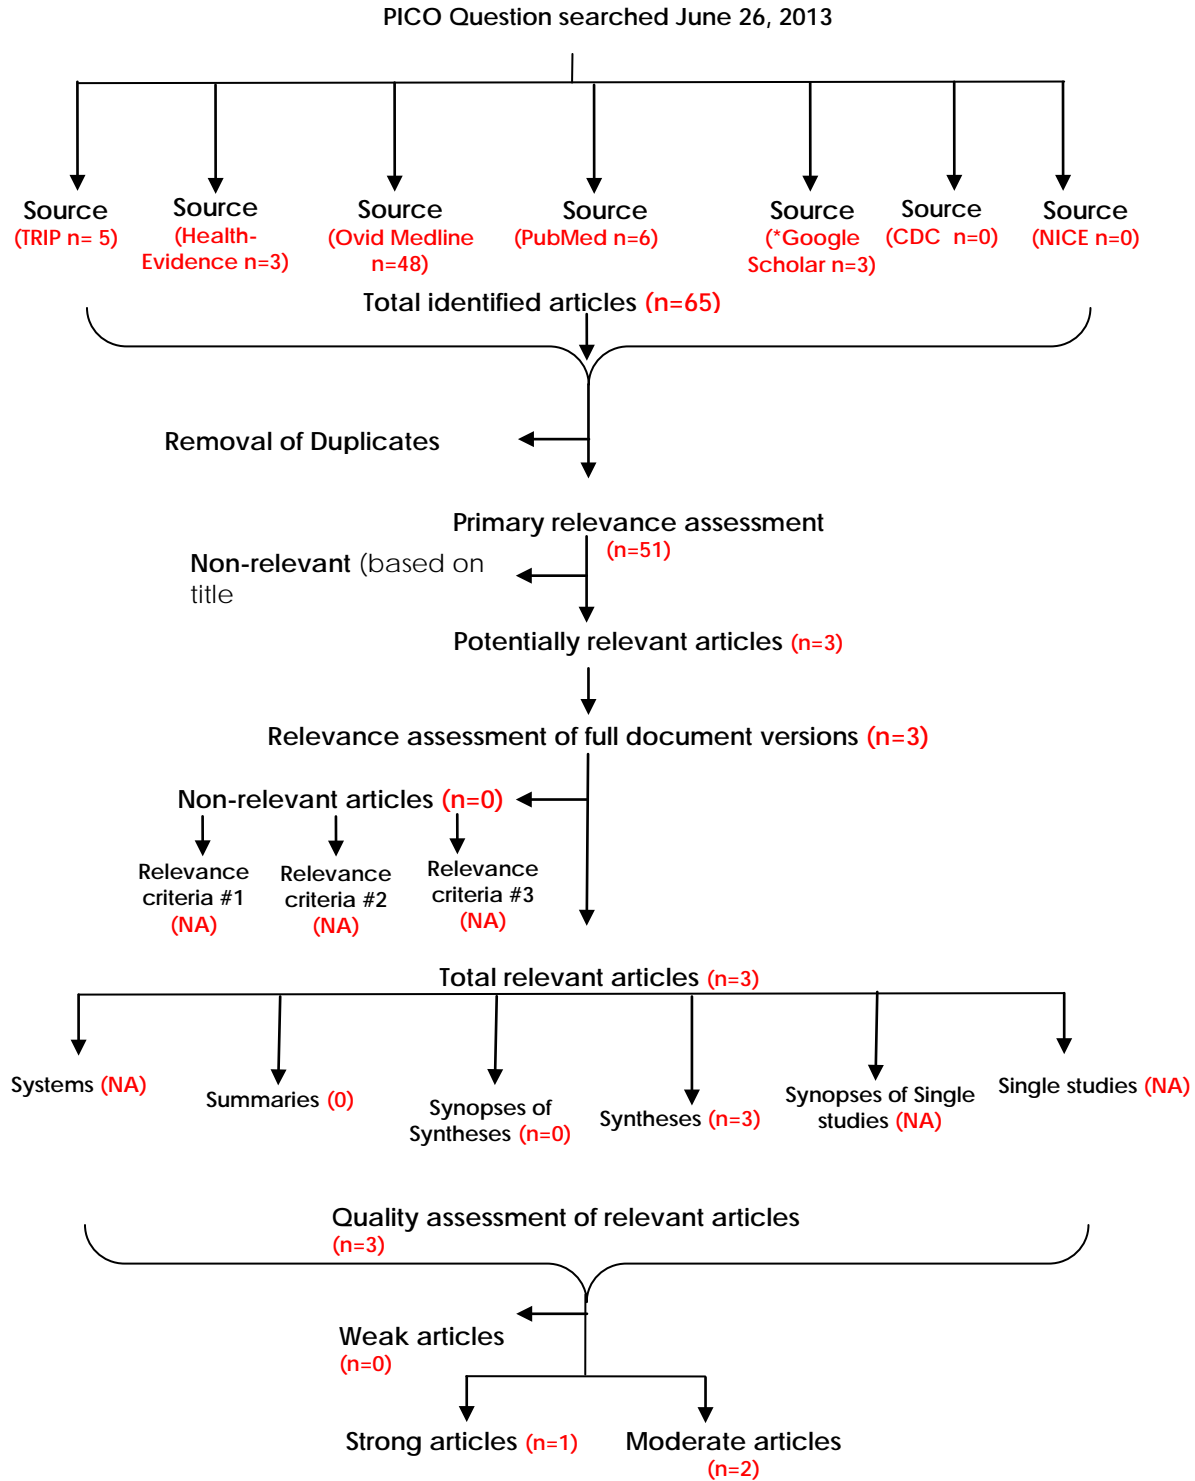 PICO Question searched June 26, 2013
Source
(TRIP n= 5)
Source
(Health-
Evidence n=3)
Source
(Ovid Medline
n=48)
Source
(PubMed n=6)
Source
(*Google
Scholar n=3)
Source
(CDC n=0)
Source
(NICE n=0)
Total identified articles (n=65)
Removal of Duplicates
Primary relevance assessment
(n=51)
Non-relevant (based on
title
Potentially relevant articles (n=3)
Relevance assessment of full document versions (n=3)
Non-relevant articles (n=0)
Relevance
criteria #1
(NA)
Relevance
criteria #2
(NA)
Relevance
criteria #3
(NA)
Total relevant articles (n=3)
Systems (NA)
Summaries (0)
Synopses of
Syntheses (n=0)
Syntheses (n=3)
Synopses of Single
studies (NA)
Single studies (NA)
Quality assessment of relevant articles
(n=3)
Weak articles
(n=0)
Strong articles (n=1)
Moderate articles
(n=2)